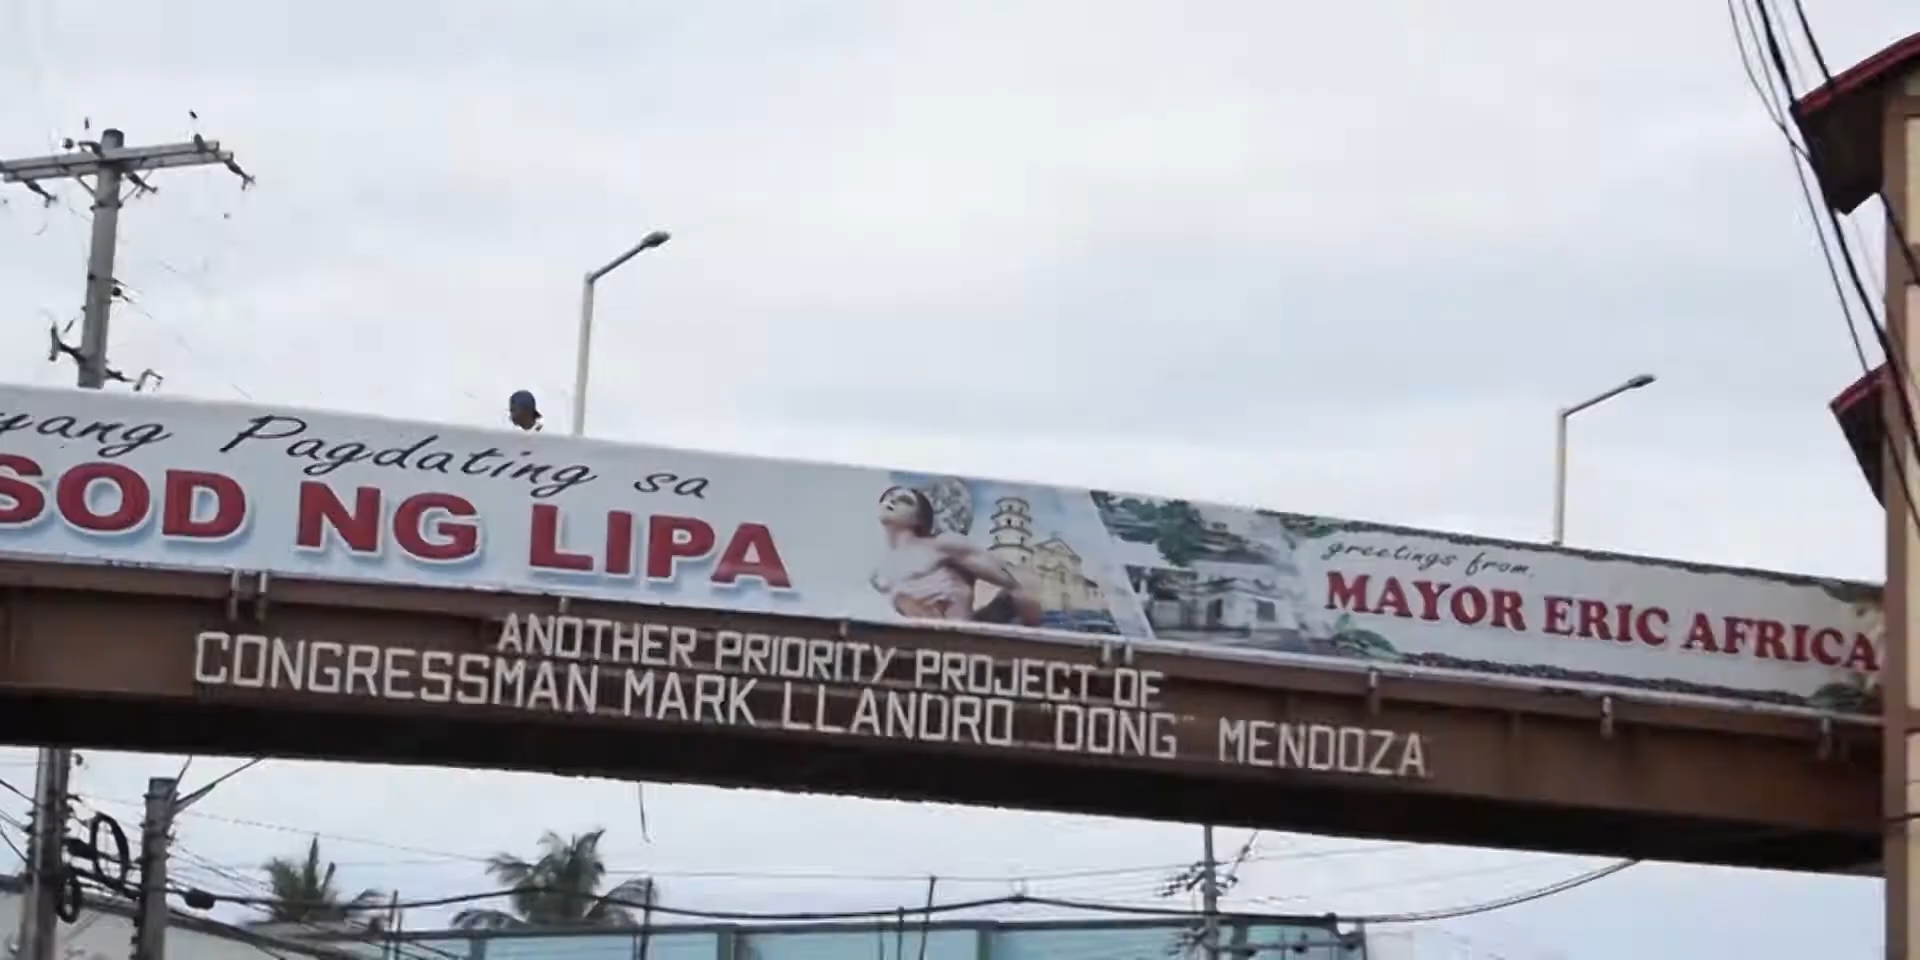 yang Pagdating sa
SOD NG LIPA
greetings from,
MAYOR ERIC AFRICA
ANOTHER PRIORITY PROJECT OF
CONGRESSMAN MARK LLANDRO "DONG" MENDOZA